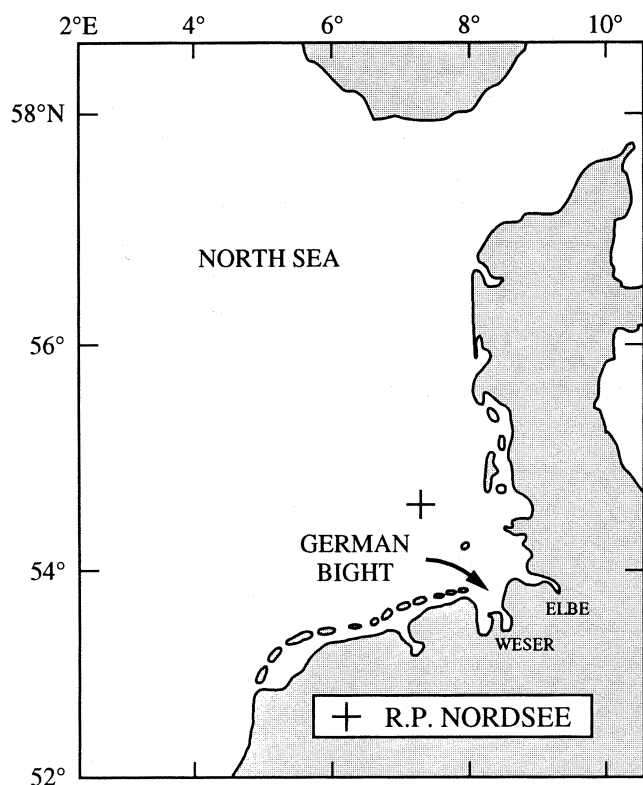 2°E 4 6 8 10°
58°N
NORTH SEA
56°
GERMAN
BIGHT
54°
ELBE
WESER
R.P. NORDSEE
52°